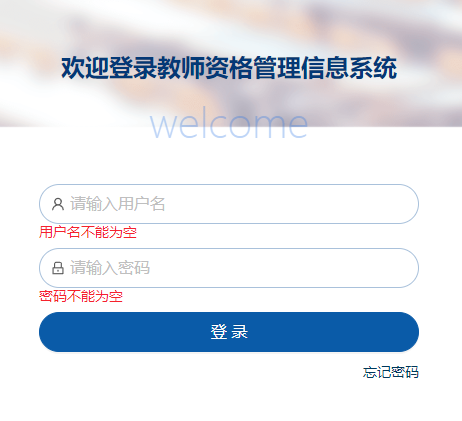 欢迎登录教师资格管理信息系统
welcome
请输入用户名
用户名不能为空
请输入密码
密码不能为空
登 录
忘记密码